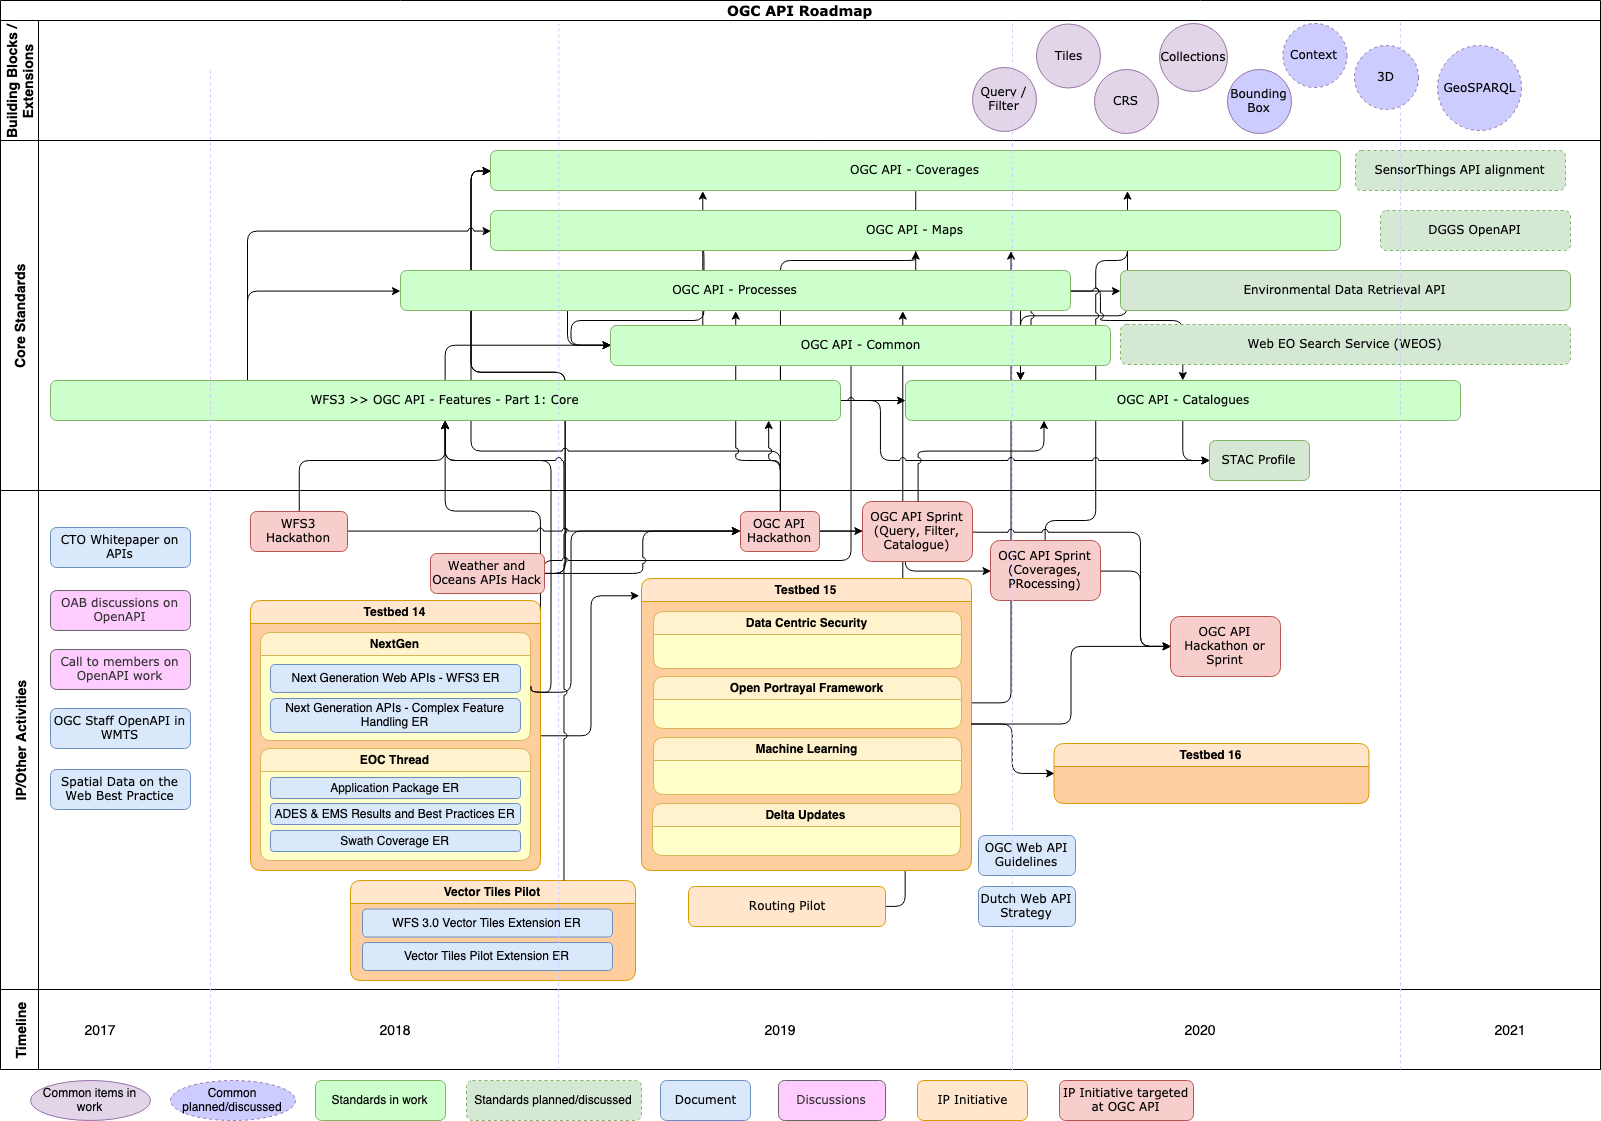 OGC API Roadmap
Building Blocks /
Extensions
Query /
Filter
Tiles
CRS
Collections
Bounding
Box
Context
3D
GeoSPARQL
Core Standards
OGC API - Coverages
SensorThings API alignment
OGC API - Maps
DGGS OpenAPI
OGC API - Processes
Environmental Data Retrieval API
OGC API - Common
Web EO Search Service (WEOS)
WFS3 >> OGC API - Features - Part 1: Core
OGC API - Catalogues
STAC Profile
IP/Other Activities
CTO Whitepaper on
APIs
OAB discussions on
OpenAPI
Call to members on
OpenAPI work
OGC Staff OpenAPI in
WMTS
Spatial Data on the
Web Best Practice
WFS3
Hackathon
Weather and
Oceans APIs Hack
OGC API
Hackathon
OGC API Sprint
(Query, Filter,
Catalogue)
OGC API Sprint
(Coverages,
PRocessing)
OGC API
Hackathon or
Sprint
Testbed 14
NextGen
Next Generation Web APIs - WFS3 ER
Next Generation APIs - Complex Feature
Handling ER
EOC Thread
Application Package ER
ADES & EMS Results and Best Practices ER
Swath Coverage ER
Vector Tiles Pilot
WFS 3.0 Vector Tiles Extension ER
Vector Tiles Pilot Extension ER
Testbed 15
Data Centric Security
Open Portrayal Framework
Machine Learning
Delta Updates
Routing Pilot
Testbed 16
OGC Web API
Guidelines
Dutch Web API
Strategy
Timeline
2017
2018
2019
2020
2021
Common items in
work
Common
planned/discussed
Standards in work
Standards planned/discussed
Document
Discussions
IP Initiative
IP Initiative targeted
at OGC API